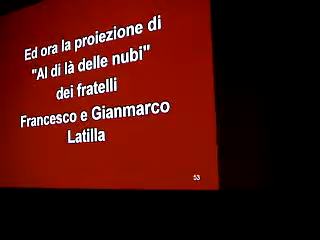 Ed ora la proiezione di
"Al di là delle nubi"
dei fratelli
Francesco e Gianmarco
Latilla
53